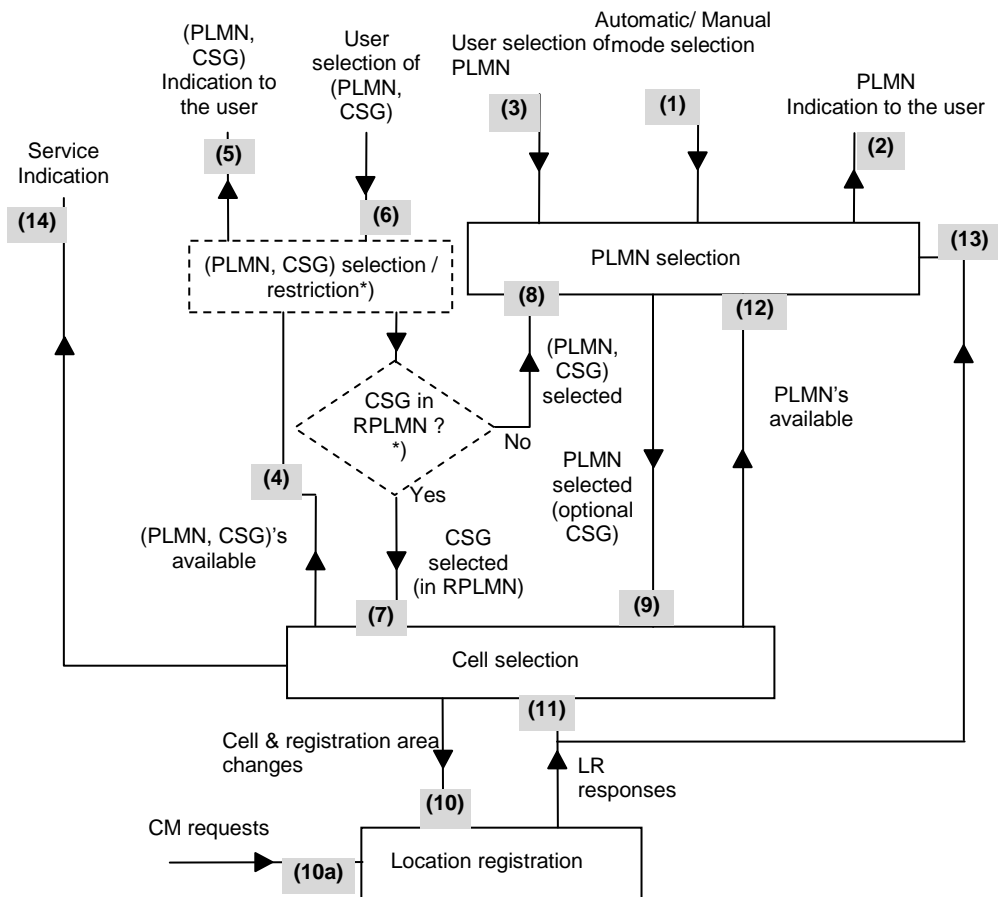 (PLMN,
CSG)
Indication to
the user
User
selection of
(PLMN,
CSG)
User selection of
PLMN
Automatic/ Manual
mode selection
PLMN
Indication to the user
(3)
(1)
(2)
(5)
Service
Indication
(14)
(6)
(13)
(PLMN, CSG) selection /
restriction*)
PLMN selection
(8)
(12)
(PLMN,
CSG)
selected
CSG in
RPLMN ?
*)
No
PLMN's
available
(4)
Yes
PLMN
selected
(optional
CSG)
(PLMN, CSG)'s
available
CSG
selected
(in RPLMN)
(7)
(9)
Cell selection
(11)
Cell & registration area
changes
LR
responses
(10)
CM requests
(10a)
Location registration